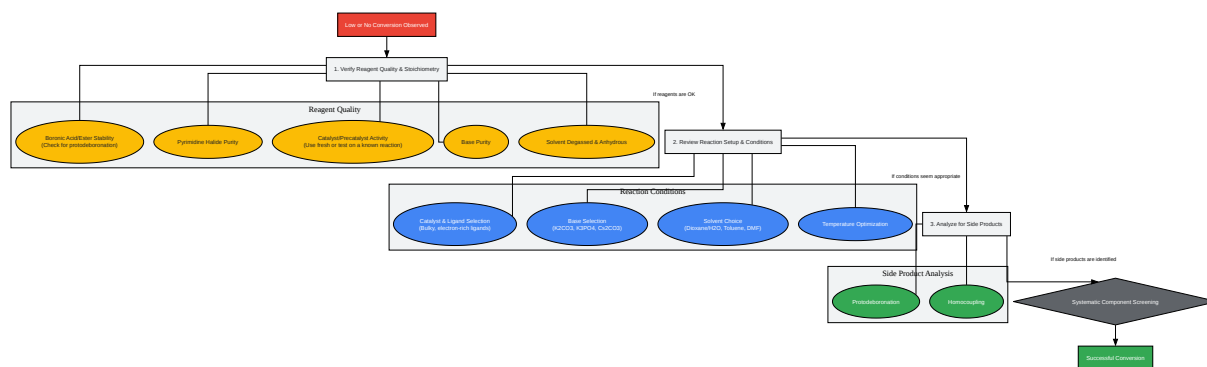 Low or No Conversion Observed
1. Verify Reagent Quality & Stoichiometry
If reagents are OK
Reagent Quality
Boronic Acid/Ester Stability
(Check for protodeboronation)
Pyrimidine Halide Purity
Catalyst/Precatalyst Activity
(Use fresh or test on a known reaction)
Base Purity
Solvent Degassed & Anhydrous
2. Review Reaction Setup & Conditions
If conditions seem appropriate
Reaction Conditions
Catalyst & Ligand Selection
(Bulky, electron-rich ligands)
Base Selection
(K2CO3, K3PO4, Cs2CO3)
Solvent Choice
(Dioxane/H2O, Toluene, DMF)
Temperature Optimization
3. Analyze for Side Products
If side products are identified
Side Product Analysis
Protodeboronation
Homocoupling
Systematic Component Screening
Successful Conversion